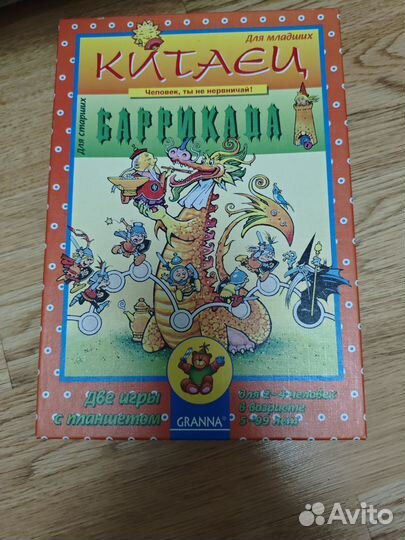 Для младших
КИТАЕЦ
Человек, ты не нервничай!
Для старших
БАРРИКАДА
Две игры
с планшетом
для 2-4 человек
в возрасте
5-99 лет
GRANNA®
Avito